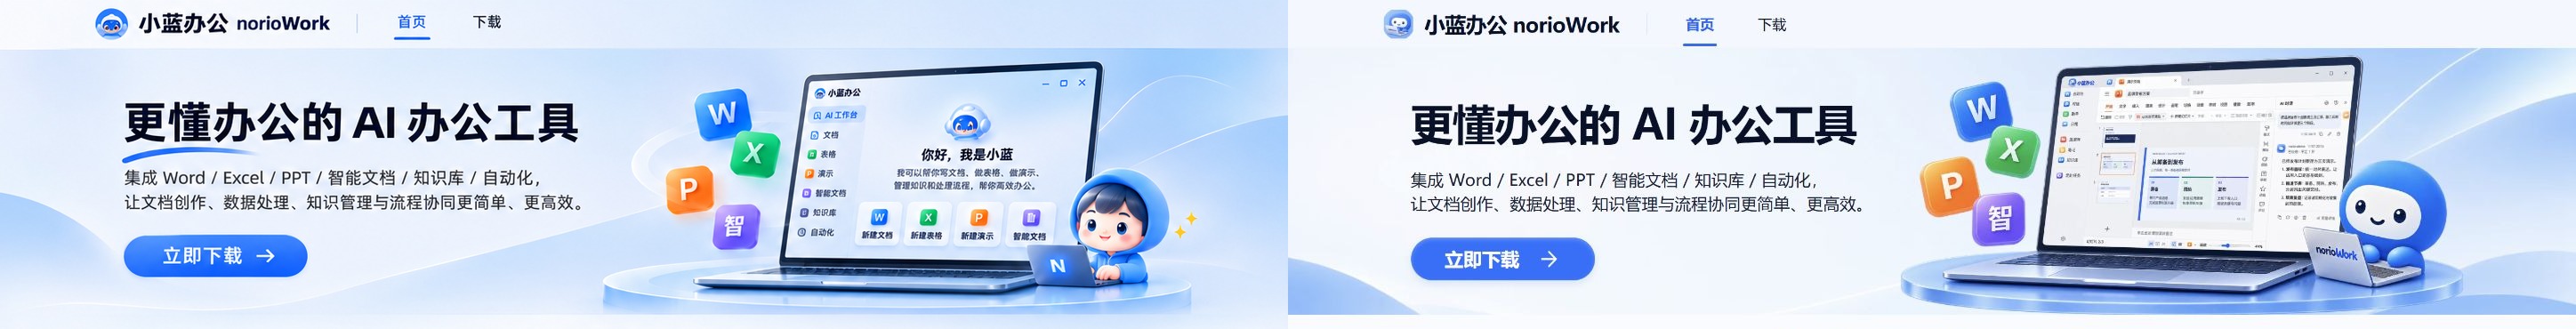 小蓝办公 norioWork
首页
下载
更懂办公的 AI 办公工具
集成 Word / Excel / PPT / 智能文档 / 知识库 / 自动化，
让文档创作、数据处理、知识管理与流程协同更简单、更高效。
立即下载 →
W
X
P
智
小蓝办公
AI 工作台
文档
表格
演示
智能文档
知识库
自动化
你好，我是小蓝
我可以帮你写文档、做表格、做演示、
管理知识和处理流程，帮你高效办公。
W
X
P
新建文档
新建表格
新建演示
智能文档
N
小蓝办公 norioWork
首页
下载
更懂办公的 AI 办公工具
集成 Word / Excel / PPT / 智能文档 / 知识库 / 自动化，
让文档创作、数据处理、知识管理与流程协同更简单、更高效。
立即下载 →
W
X
P
智
小蓝办公
norioWork